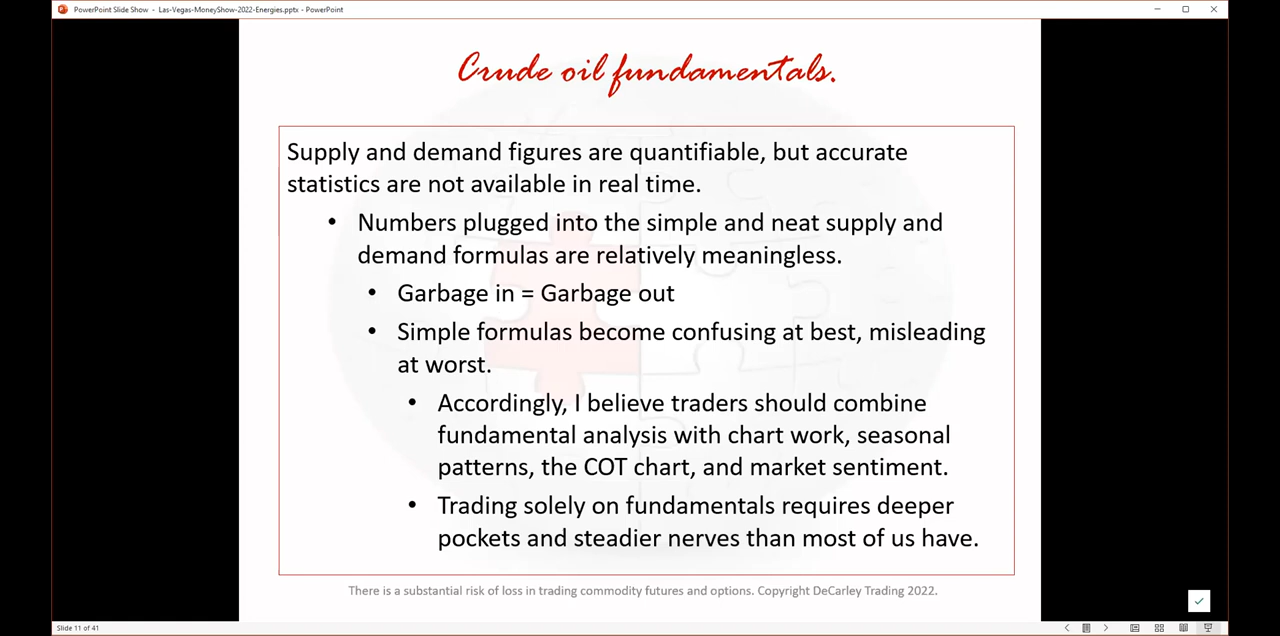 PowerPoint Slide Show - Las-Vegas-MoneyShow-2022-Energies.pptx - PowerPoint
Crude oil fundamentals.
Supply and demand figures are quantifiable, but accurate
statistics are not available in real time.
• Numbers plugged into the simple and neat supply and
demand formulas are relatively meaningless.
• Garbage in = Garbage out
• Simple formulas become confusing at best, misleading
at worst.
• Accordingly, I believe traders should combine
fundamental analysis with chart work, seasonal
patterns, the COT chart, and market sentiment.
• Trading solely on fundamentals requires deeper
pockets and steadier nerves than most of us have.
There is a substantial risk of loss in trading commodity futures and options. Copyright DeCarley Trading 2022.
Slide 11 of 41